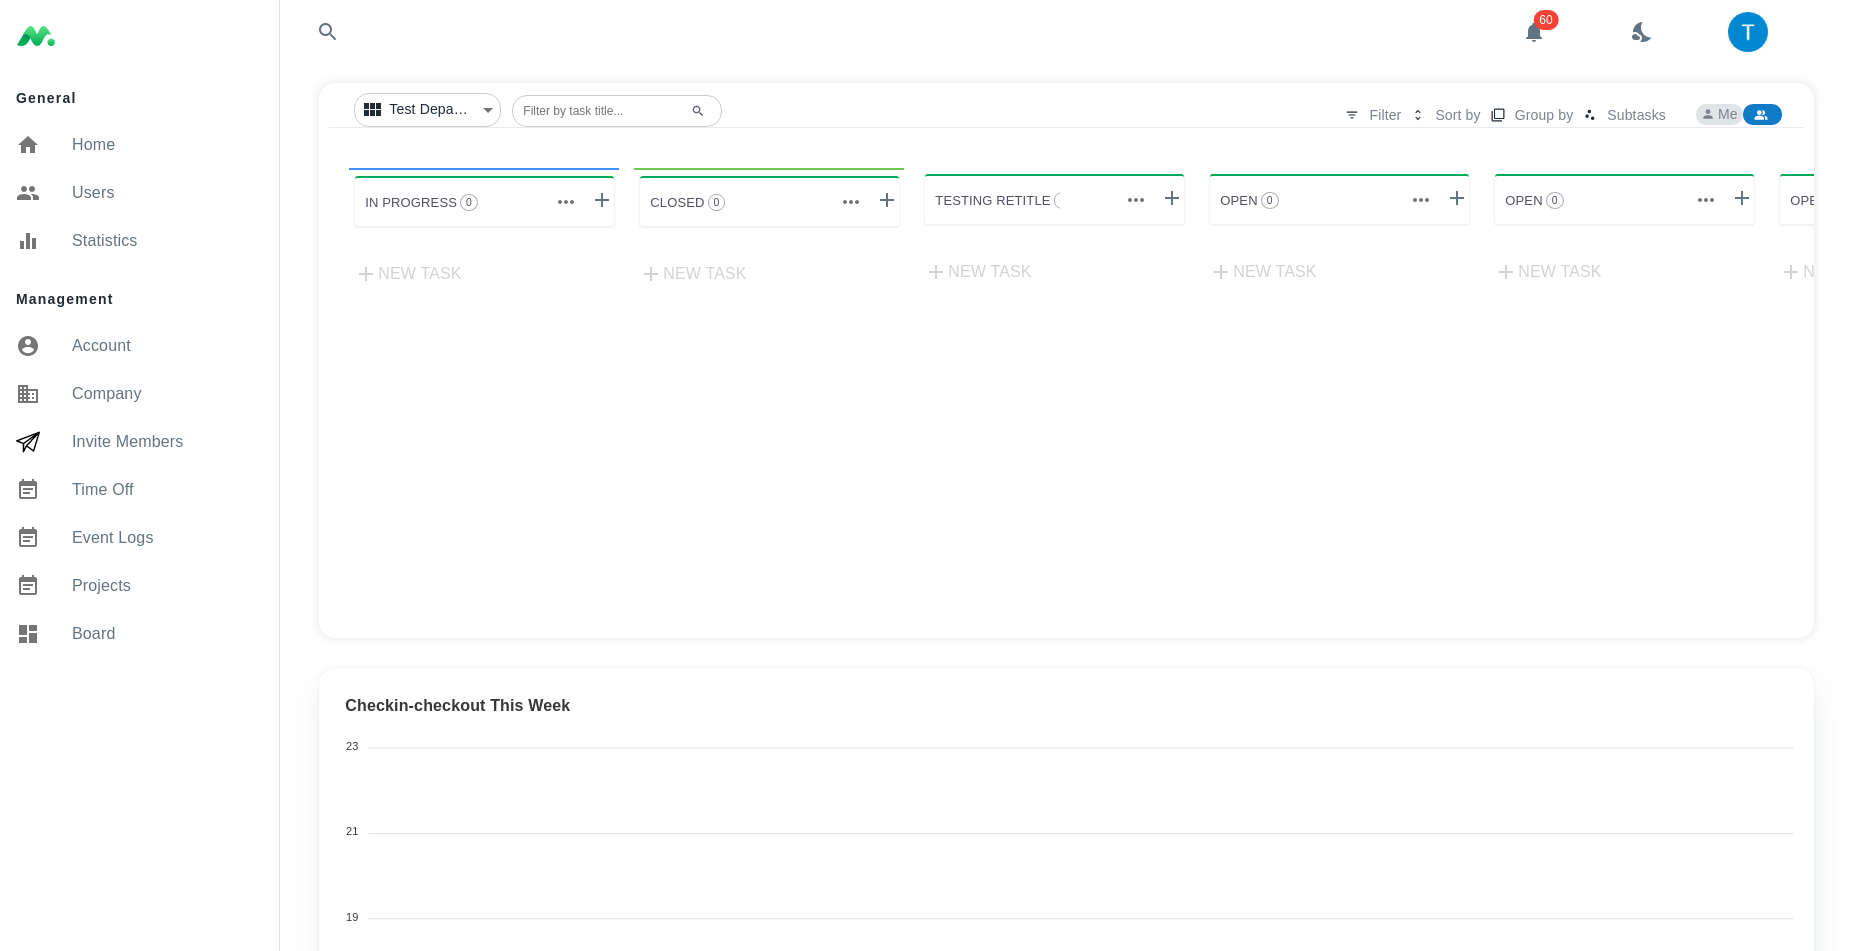 60
T
General
Home
Users
Statistics
Management
Account
Company
Invite Members
Time Off
Event Logs
Projects
Board
Test Depa...
Filter by task title...
Filter
Sort by
Group by
Subtasks
Me
IN PROGRESS 0
CLOSED 0
TESTING RETITLE
OPEN 0
OPEN 0
OPE
NEW TASK
NEW TASK
NEW TASK
NEW TASK
NEW TASK
N
Checkin-checkout This Week
23
21
19